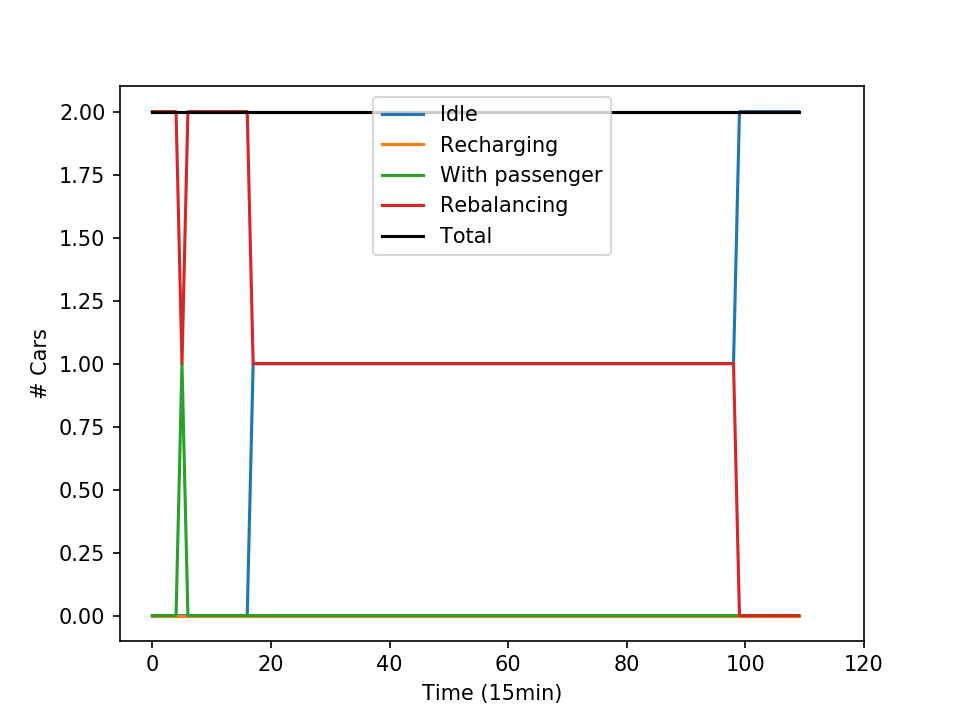 2.00
1.75
1.50
1.25
1.00
0.75
0.50
0.25
0.00
# Cars
Idle
Recharging
With passenger
Rebalancing
Total
0 20 40 60 80 100 120
Time (15min)